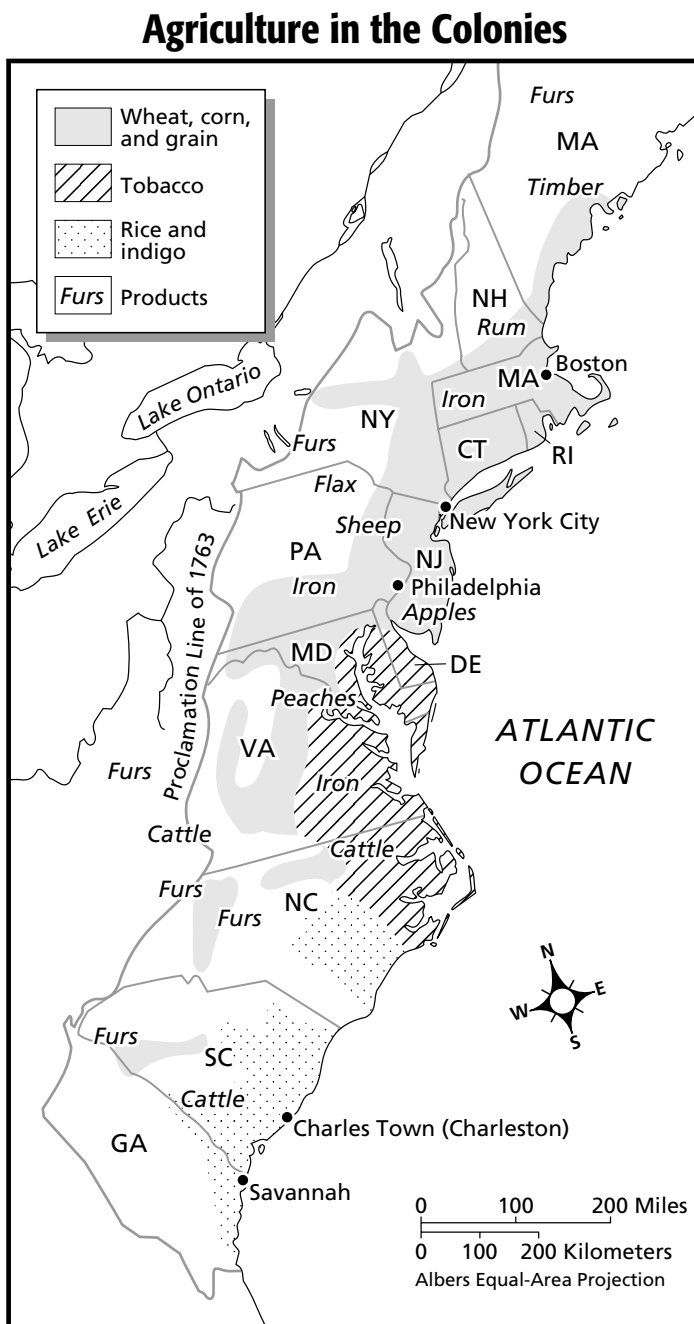 Agriculture in the Colonies
Wheat, corn,
and grain
Tobacco
Rice and
indigo
Furs Products
Furs
MA
Timber
NH
Rum
Boston
MA
Iron
Lake Ontario
NY
CT
RI
Furs
Flax
Lake Erie
Sheep
New York City
PA
NJ
Iron
Philadelphia
Apples
Proclamation Line of 1763
MD
DE
Peaches
VA
ATLANTIC
OCEAN
Furs
Iron
Cattle
Cattle
Furs
NC
Furs
N
E
W
S
Furs
SC
Cattle
Charles Town (Charleston)
GA
Savannah
0 100 200 Miles
0 100 200 Kilometers
Albers Equal-Area Projection